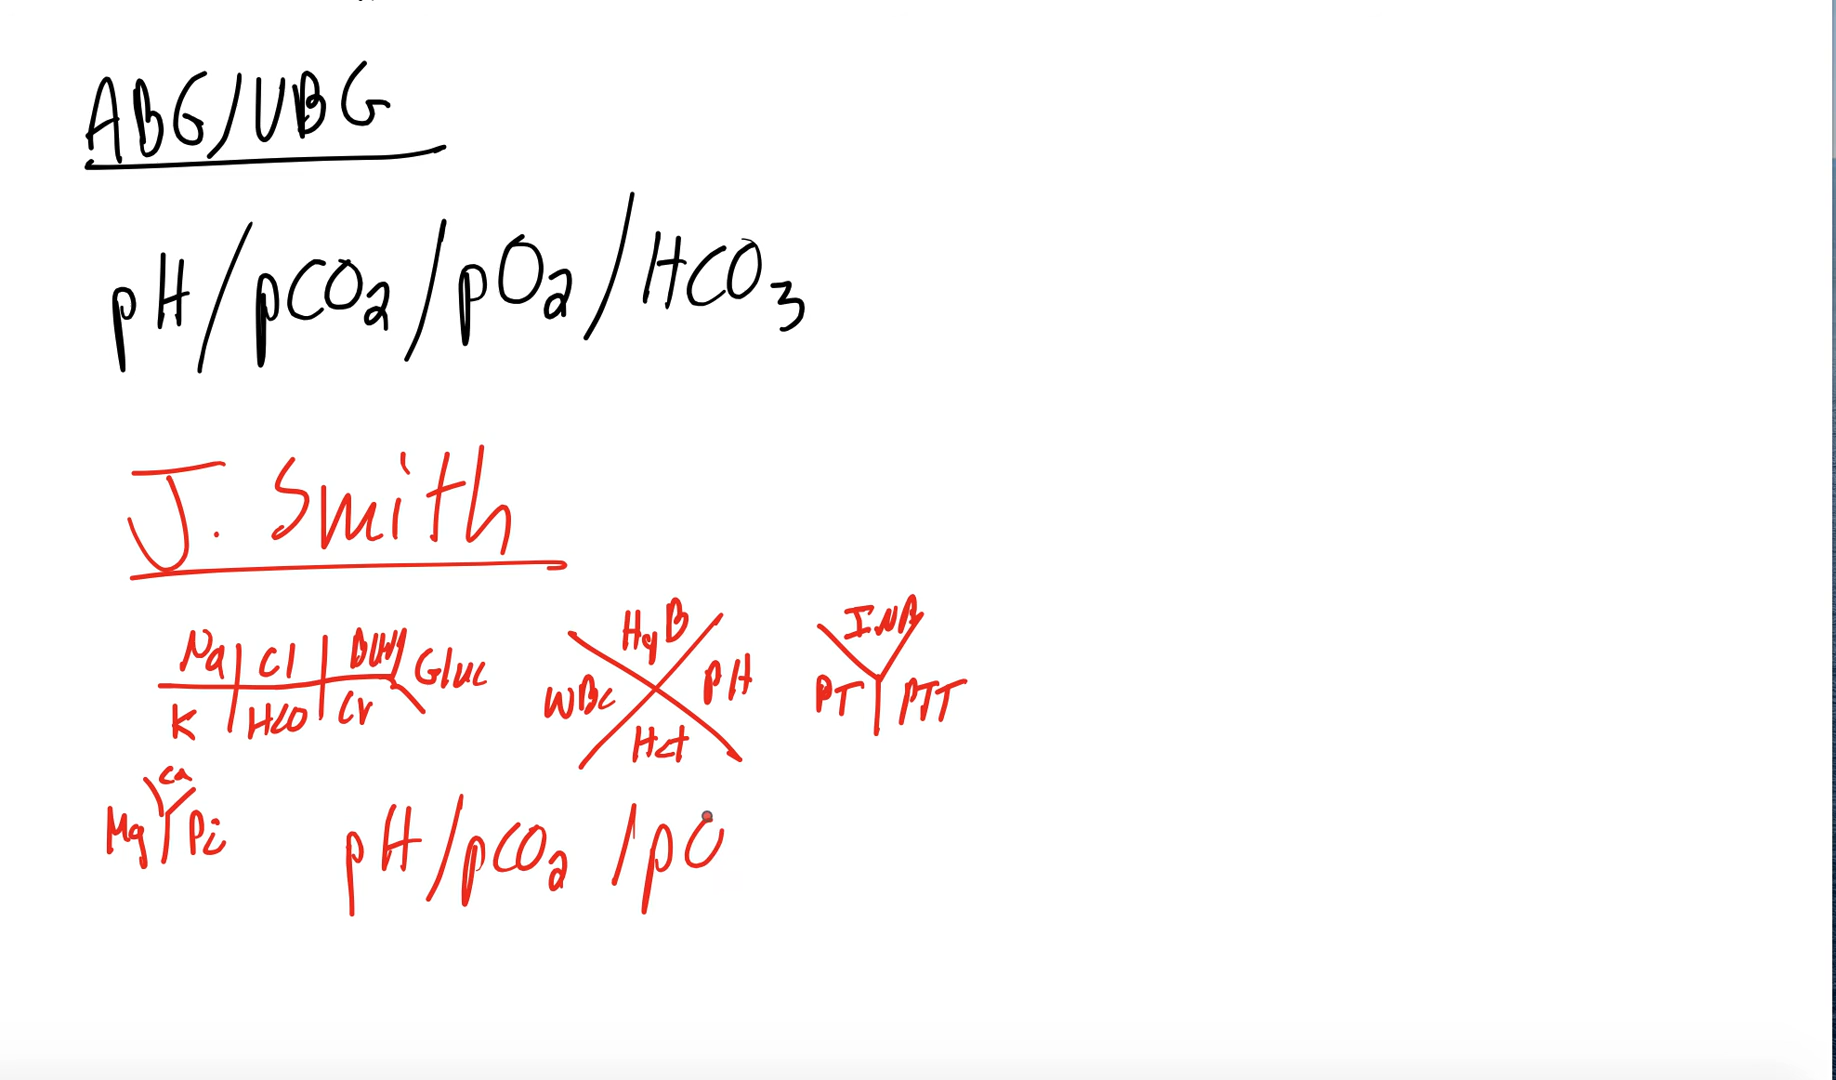 ABG/VBG
pH/pCO2/pO2/HCO3
J. Smith
Na Cl BUN Gluc
K HCO Cr
HgB
WBC PH
Hct
INR
PT PTT
Ca
Mg Pi
pH/pCO2/pO